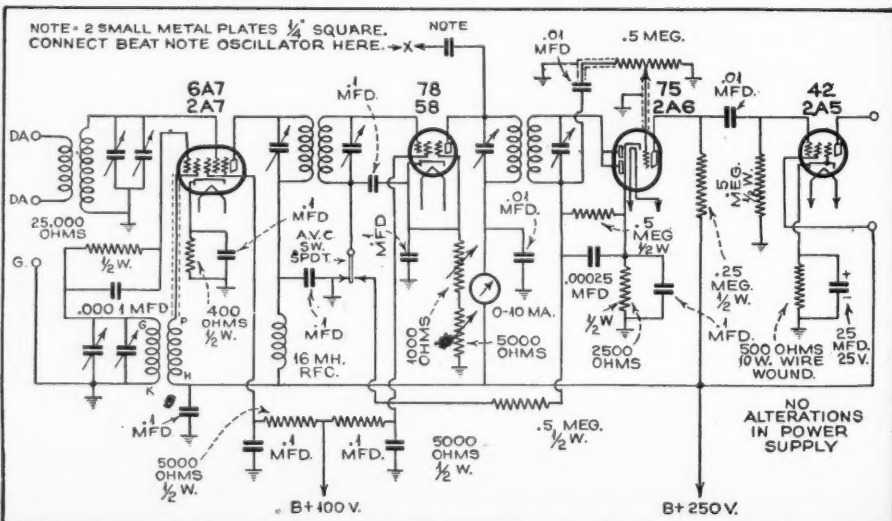 NOTE = 2 SMALL METAL PLATES 1/4" SQUARE.
CONNECT BEAT NOTE OSCILLATOR HERE. → X ←
NOTE
6A7
2A7
.1
MFD.
78
58
.01
MFD
.5 MEG.
75
2A6
.01
MFD.
42
2A5
DA
DA
G.
25,000
OHMS
1/2 W.
.0001 MFD
G
K
P
H
.1
MFD
400
OHMS
1/2 W.
.1
MFD
A.V.C.
SW.
SPDT.
.1
MFD
16 MH.
RFC.
.1
MFD
1000
OHMS
5000
OHMS
.01
MFD.
0-10 MA.
.5
MEG
1/2 W
.00025
MFD
1/2 W
2500
OHMS
.1
MFD.
.25
MEG.
1/2 W.
.5
MEG.
1/2 W.
500 OHMS
10 W. WIRE
WOUND.
+
-
25
MFD.
25 V.
.1
MFD
5000
OHMS
1/2 W.
.1
MFD.
.1
MFD.
5000
OHMS
1/2 W.
.5 MEG.
1/2 W.
NO
ALTERATIONS
IN POWER
SUPPLY
B+100 V.
B+250 V.